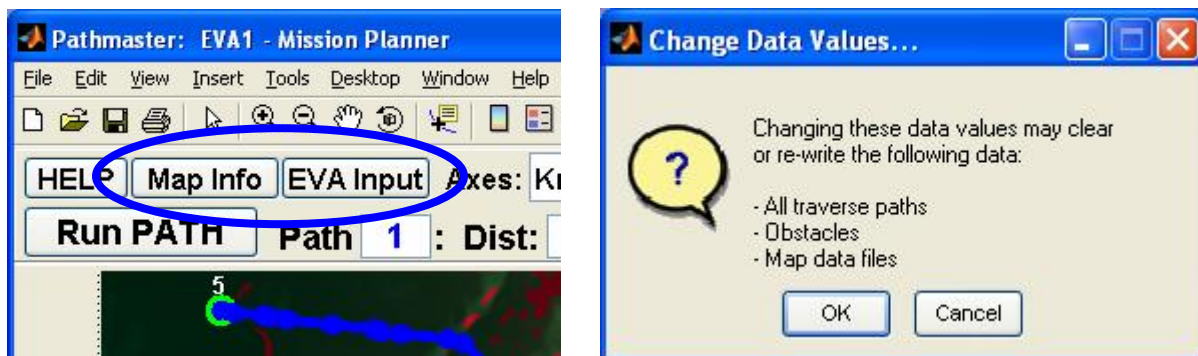 Pathmaster: EVA1 - Mission Planner
File Edit View Insert Tools Desktop Window Help
HELP Map Info EVA Input Axes:
Run PATH Path 1 : Dist:
5
Change Data Values...
?
Changing these data values may clear
or re-write the following data:
- All traverse paths
- Obstacles
- Map data files
OK Cancel